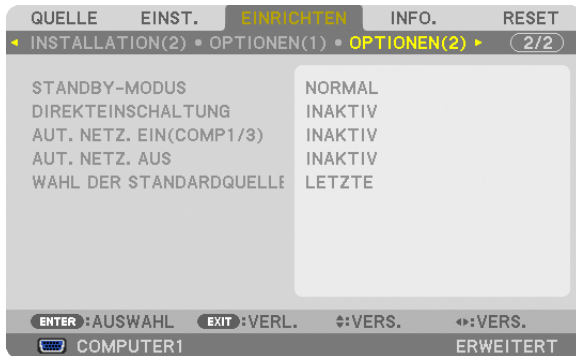 QUELLE EINST. EINRICHTEN INFO. RESET
INSTALLATION(2) • OPTIONEN(1) • OPTIONEN(2) 2/2
STANDBY-MODUS NORMAL
DIREKTEINSCHALTUNG INAKTIV
AUT. NETZ. EIN(COMP1/3) INAKTIV
AUT. NETZ. AUS INAKTIV
WAHL DER STANDARDQUELLE LETZTE
ENTER :AUSWAHL EXIT :VERL. :VERS. :VERS.
COMPUTER1 ERWEITERT